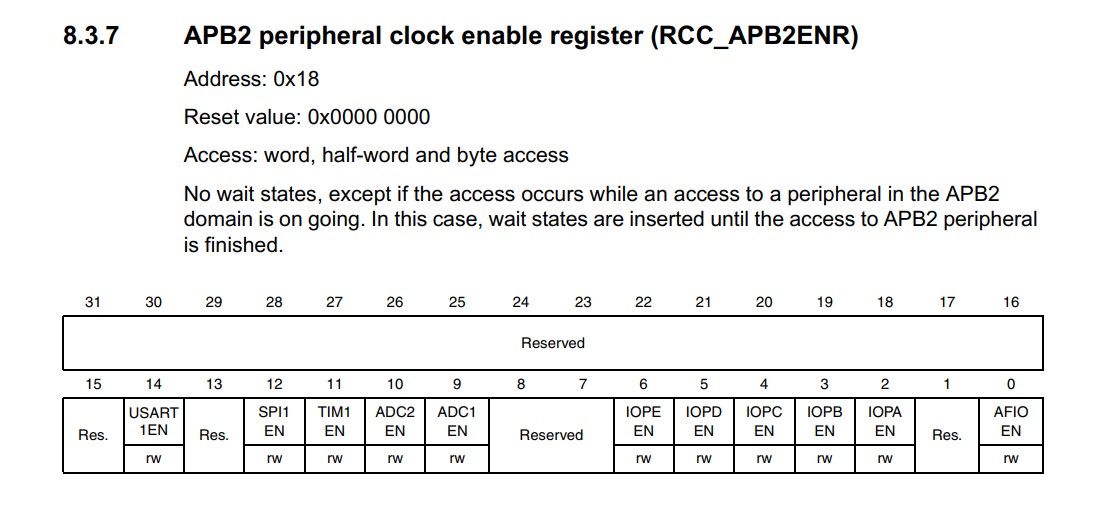 8.3.7 APB2 peripheral clock enable register (RCC_APB2ENR)
Address: 0x18
Reset value: 0x0000 0000
Access: word, half-word and byte access
No wait states, except if the access occurs while an access to a peripheral in the APB2
domain is on going. In this case, wait states are inserted until the access to APB2 peripheral
is finished.
31 30 29 28 27 26 25 24 23 22 21 20 19 18 17 16
Reserved
15 14 13 12 11 10 9 8 7 6 5 4 3 2 1 0
Res. USART 1EN Res. SPI1 EN TIM1 EN ADC2 EN ADC1 EN Reserved IOPE EN IOPD EN IOPC EN IOPB EN IOPA EN Res. AFIO EN
rw rw rw rw rw rw rw rw rw rw rw